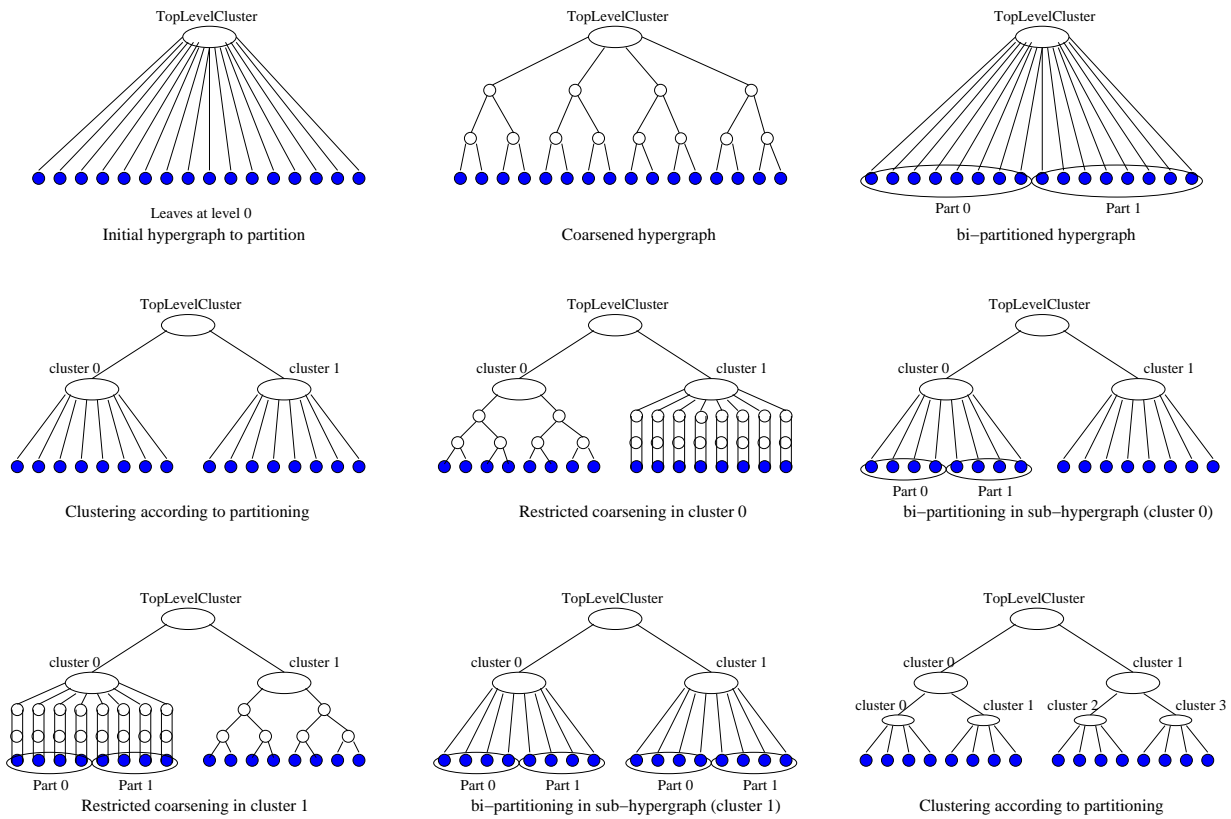 TopLevelCluster
Leaves at level 0
Initial hypergraph to partition
TopLevelCluster
Coarsened hypergraph
TopLevelCluster
Part 0
Part 1
bi−partitioned hypergraph
TopLevelCluster
cluster 0
cluster 1
Clustering according to partitioning
TopLevelCluster
cluster 0
cluster 1
Restricted coarsening in cluster 0
TopLevelCluster
cluster 0
cluster 1
Part 0
Part 1
bi−partitioning in sub−hypergraph (cluster 0)
TopLevelCluster
cluster 0
cluster 1
Part 0
Part 1
Restricted coarsening in cluster 1
TopLevelCluster
cluster 0
cluster 1
Part 0
Part 1
Part 0
Part 1
bi−partitioning in sub−hypergraph (cluster 1)
TopLevelCluster
cluster 0
cluster 1
cluster 0
cluster 1
cluster 2
cluster 3
Clustering according to partitioning